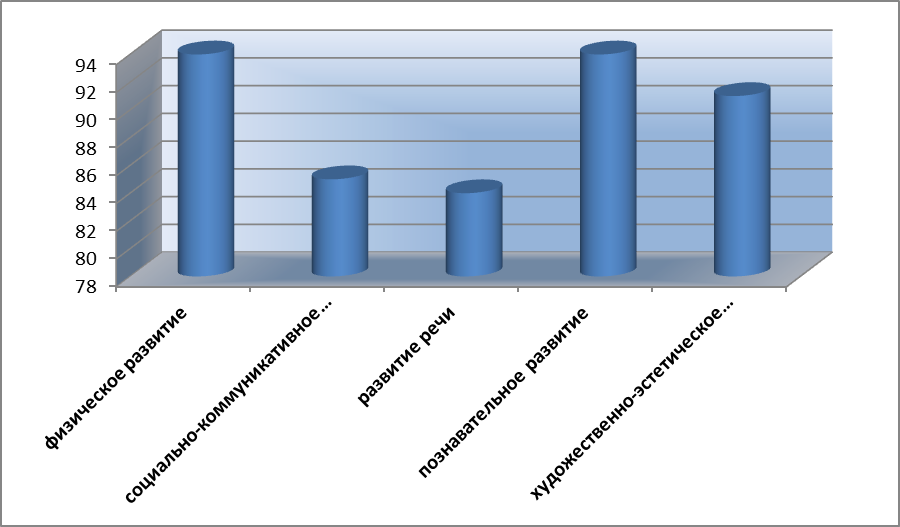 94
92
90
88
86
84
82
80
78
физическое развитие
социально-коммуникативное...
развитие речи
познавательное развитие
художественно-эстетическое...